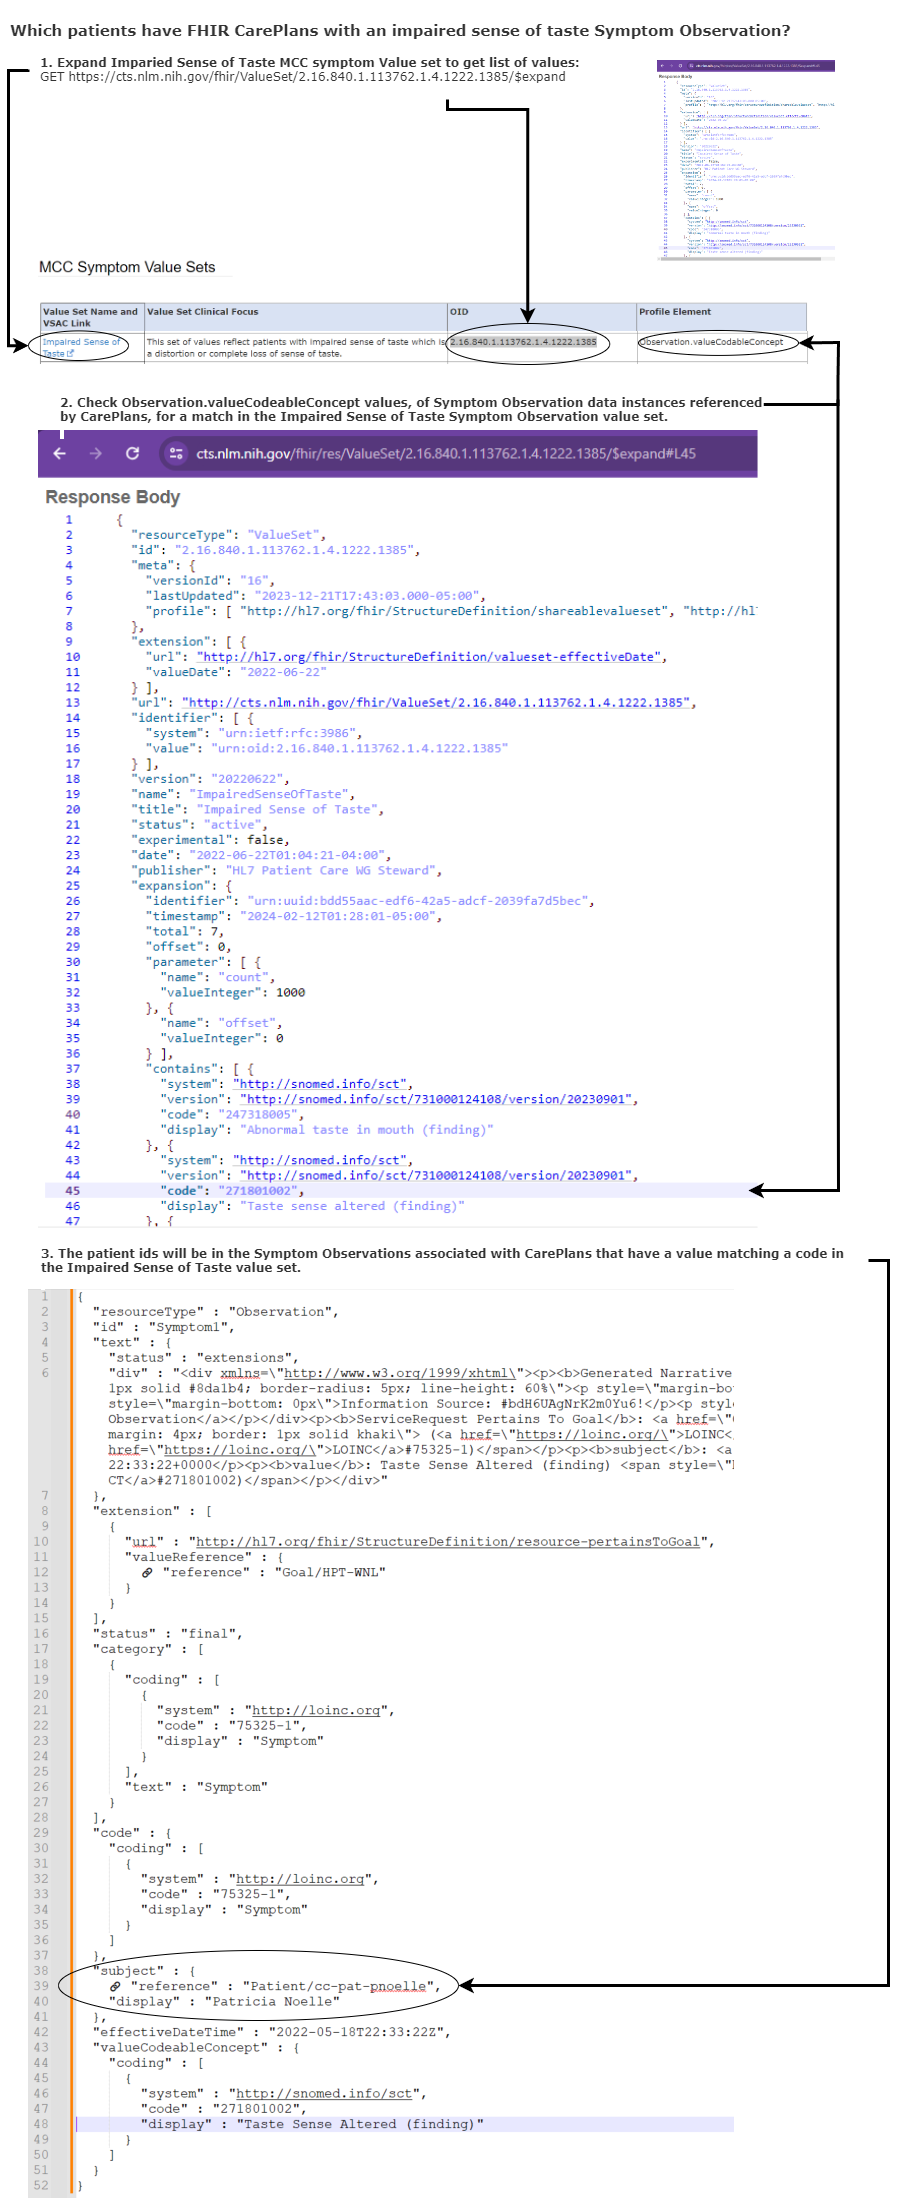 Which patients have FHIR CarePlans with an impaired sense of taste Symptom Observation?
1. Expand Imparied Sense of Taste MCC symptom Value set to get list of values:
GET https://cts.nlm.nih.gov/fhir/ValueSet/2.16.840.1.113762.1.4.1222.1385/$expand
Response Body
MCC Symptom Value Sets
Value Set Name and VSAC Link
Value Set Clinical Focus
OID
Profile Element
Impaired Sense of Taste
This set of values reflect patients with impaired sense of taste which is a distortion or complete loss of sense of taste.
2.16.840.1.113762.1.4.1222.1385
Observation.valueCodableConcept
2. Check Observation.valueCodeableConcept values, of Symptom Observation data instances referenced
by CarePlans, for a match in the Impaired Sense of Taste Symptom Observation value set.
cts.nlm.nih.gov/fhir/res/ValueSet/2.16.840.1.113762.1.4.1222.1385/$expand#L45
Response Body
1 {
2 "resourceType": "ValueSet",
3 "id": "2.16.840.1.113762.1.4.1222.1385",
4 "meta": {
5 "versionId": "16",
6 "lastUpdated": "2023-12-21T17:43:03.000-05:00",
7 "profile": [ "http://hl7.org/fhir/StructureDefinition/shareablevalueset", "http://hl
8 },
9 "extension": [ {
10 "url": "http://hl7.org/fhir/StructureDefinition/valueset-effectiveDate",
11 "valueDate": "2022-06-22"
12 } ],
13 "url": "http://cts.nlm.nih.gov/fhir/ValueSet/2.16.840.1.113762.1.4.1222.1385",
14 "identifier": [ {
15 "system": "urn:ietf:rfc:3986",
16 "value": "urn:oid:2.16.840.1.113762.1.4.1222.1385"
17 } ],
18 "version": "20220622",
19 "name": "ImpairedSenseOfTaste",
20 "title": "Impaired Sense of Taste",
21 "status": "active",
22 "experimental": false,
23 "date": "2022-06-22T01:04:21-04:00",
24 "publisher": "HL7 Patient Care WG Steward",
25 "expansion": {
26 "identifier": "urn:uuid:bdd55aac-edf6-42a5-adcf-2039fa7d5bec",
27 "timestamp": "2024-02-12T01:28:01-05:00",
28 "total": 7,
29 "offset": 0,
30 "parameter": [ {
31 "name": "count",
32 "valueInteger": 1000
33 }, {
34 "name": "offset",
35 "valueInteger": 0
36 } ],
37 "contains": [ {
38 "system": "http://snomed.info/sct",
39 "version": "http://snomed.info/sct/731000124108/version/20230901",
40 "code": "247318005",
41 "display": "Abnormal taste in mouth (finding)"
42 }, {
43 "system": "http://snomed.info/sct",
44 "version": "http://snomed.info/sct/731000124108/version/20230901",
45 "code": "271801002",
46 "display": "Taste sense altered (finding)"
47 }, {
3. The patient ids will be in the Symptom Observations associated with CarePlans that have a value matching a code in
the Impaired Sense of Taste value set.
1 {
2 "resourceType" : "Observation",
3 "id" : "Symptom1",
4 "text" : {
5 "status" : "extensions",
6 "div" : "<div xmlns=\"http://www.w3.org/1999/xhtml\"><p><b>Generated Narrative
1px solid #8da1b4; border-radius: 5px; line-height: 60%\"><p style=\"margin-bo
style=\"margin-bottom: 0px\">Information Source: #bdH6UAgNrK2m0Yu6!</p><p styl
Observation</a></p></div><p><b>ServiceRequest Pertains To Goal</b>: <a href=\"
margin: 4px; border: 1px solid khaki\"> (<a href=\"https://loinc.org/\">LOINC<
href=\"https://loinc.org/\">LOINC</a>#75325-1)</span></p><p><b>subject</b>: <a
22:33:22+0000</p><p><b>value</b>: Taste Sense Altered (finding) <span style=\"
CT</a>#271801002)</span></p></div>"
7 },
8 "extension" : [
9 {
10 "url" : "http://hl7.org/fhir/StructureDefinition/resource-pertainsToGoal",
11 "valueReference" : {
12 "reference" : "Goal/HPT-WNL"
13 }
14 }
15 ],
16 "status" : "final",
17 "category" : [
18 {
19 "coding" : [
20 {
21 "system" : "http://loinc.org",
22 "code" : "75325-1",
23 "display" : "Symptom"
24 }
25 ],
26 "text" : "Symptom"
27 }
28 ],
29 "code" : {
30 "coding" : [
31 {
32 "system" : "http://loinc.org",
33 "code" : "75325-1",
34 "display" : "Symptom"
35 }
36 ]
37 },
38 "subject" : {
39 "reference" : "Patient/cc-pat-pnoelle",
40 "display" : "Patricia Noelle"
41 },
42 "effectiveDateTime" : "2022-05-18T22:33:22Z",
43 "valueCodeableConcept" : {
44 "coding" : [
45 {
46 "system" : "http://snomed.info/sct",
47 "code" : "271801002",
48 "display" : "Taste Sense Altered (finding)"
49 }
50 ]
51 }
52 }